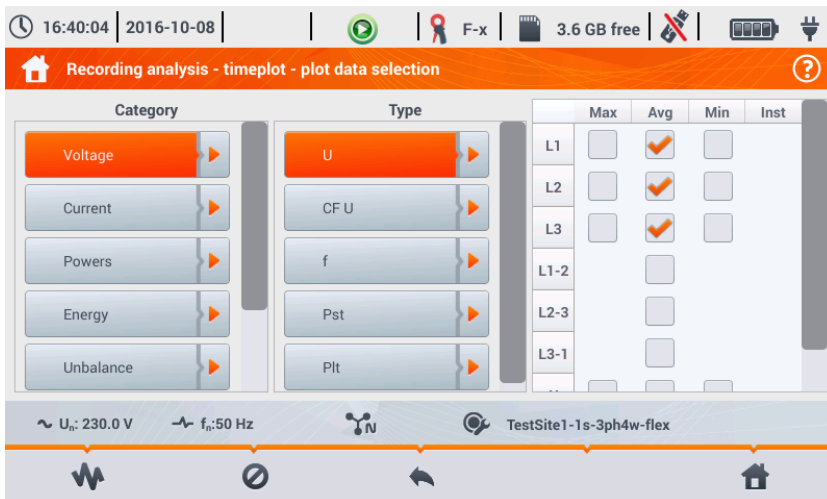 16:40:04 2016-10-08 F-x 3.6 GB free
Recording analysis - timeplot - plot data selection ?
Category Type Max Avg Min Inst
Voltage U L1
Current CF U L2
Powers f L3
L1-2
Energy Pst L2-3
Unbalance Plt L3-1
Un: 230.0 V fn:50 Hz N TestSite1-1s-3ph4w-flex